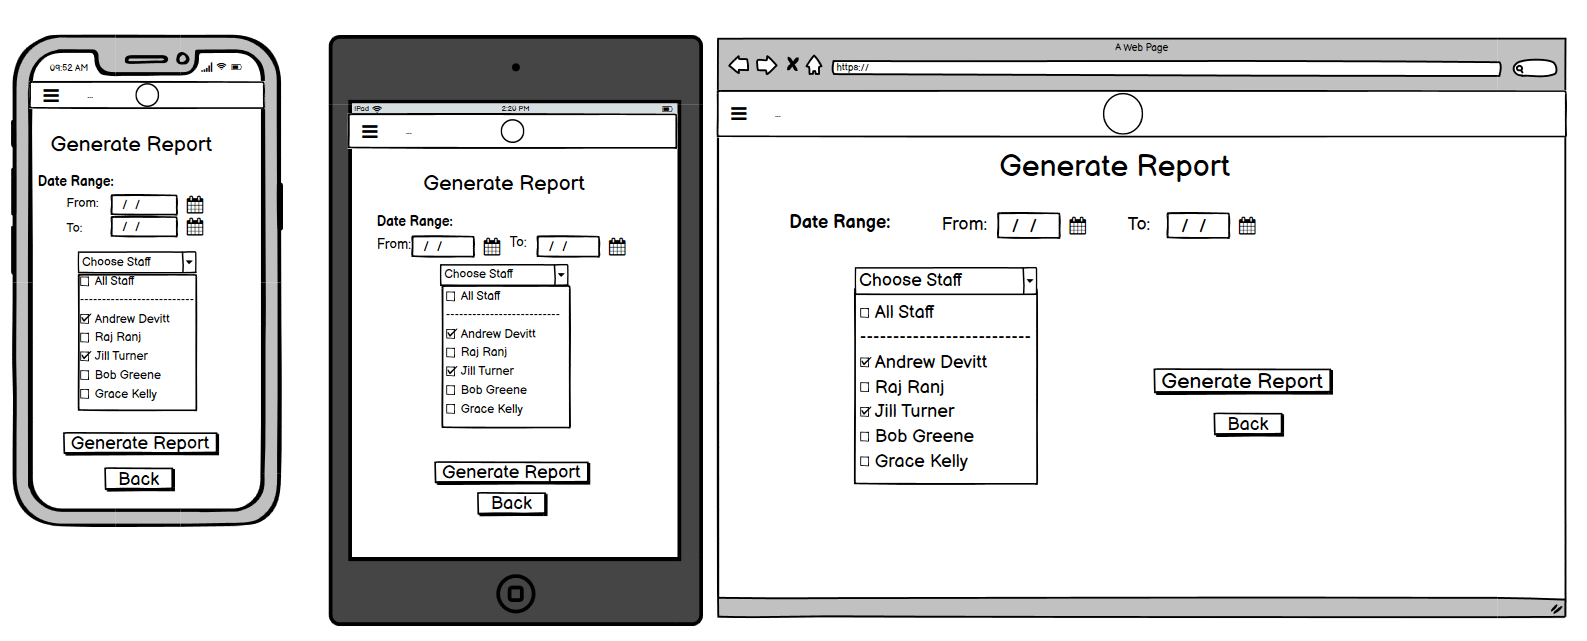 09:52 AM
...
Generate Report
Date Range:
From: / /
To: / /
Choose Staff
All Staff
------------------------
Andrew Devitt
Raj Ranj
Jill Turner
Bob Greene
Grace Kelly
Generate Report
Back
iPad 2:20 PM
...
Generate Report
Date Range:
From: / / To: / /
Choose Staff
All Staff
------------------------
Andrew Devitt
Raj Ranj
Jill Turner
Bob Greene
Grace Kelly
Generate Report
Back
A Web Page
https://
...
Generate Report
Date Range: From: / / To: / /
Choose Staff
All Staff
--------------------------
Andrew Devitt
Raj Ranj
Jill Turner
Bob Greene
Grace Kelly
Generate Report
Back